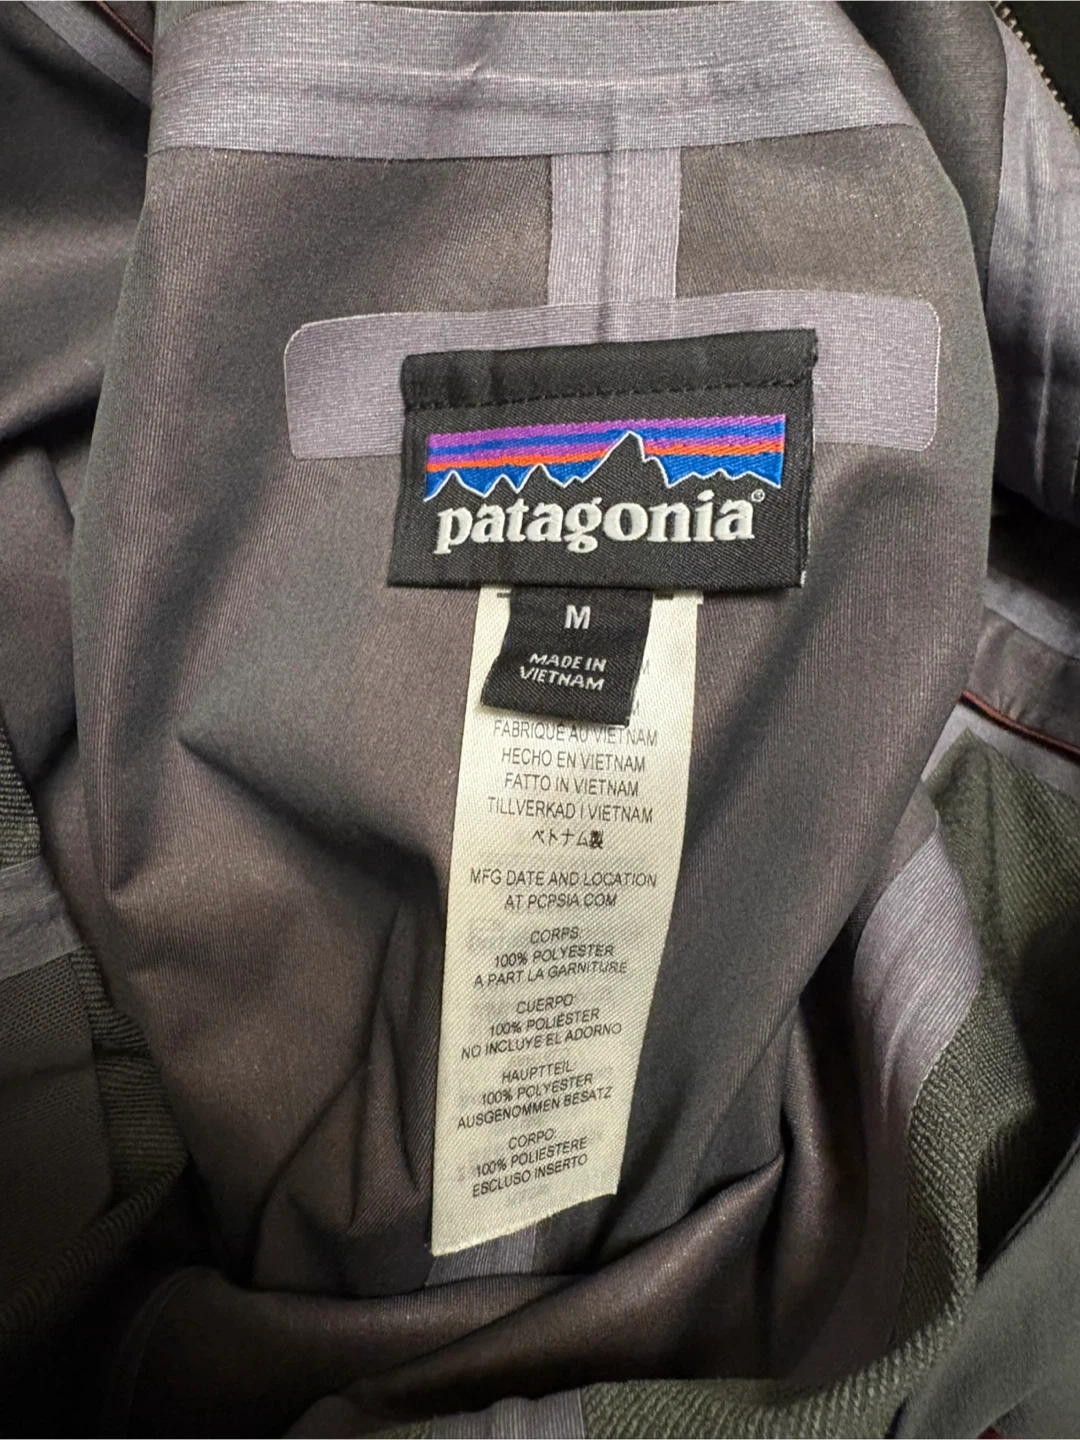 patagonia®
M
MADE IN
VIETNAM
FABRIQUÉ AU VIETNAM
HECHO EN VIETNAM
FATTO IN VIETNAM
TILLVERKAD I VIETNAM
ベトナム製
MFG DATE AND LOCATION
AT PCPSIA.COM
CORPS:
100% POLYESTER
A PART LA GARNITURE
CUERPO:
100% POLIÉSTER
NO INCLUYE EL ADORNO
HAUPTTEIL:
100% POLYESTER
AUSGENOMMEN BESATZ
CORPO:
100% POLIESTERE
ESCLUSO INSERTO